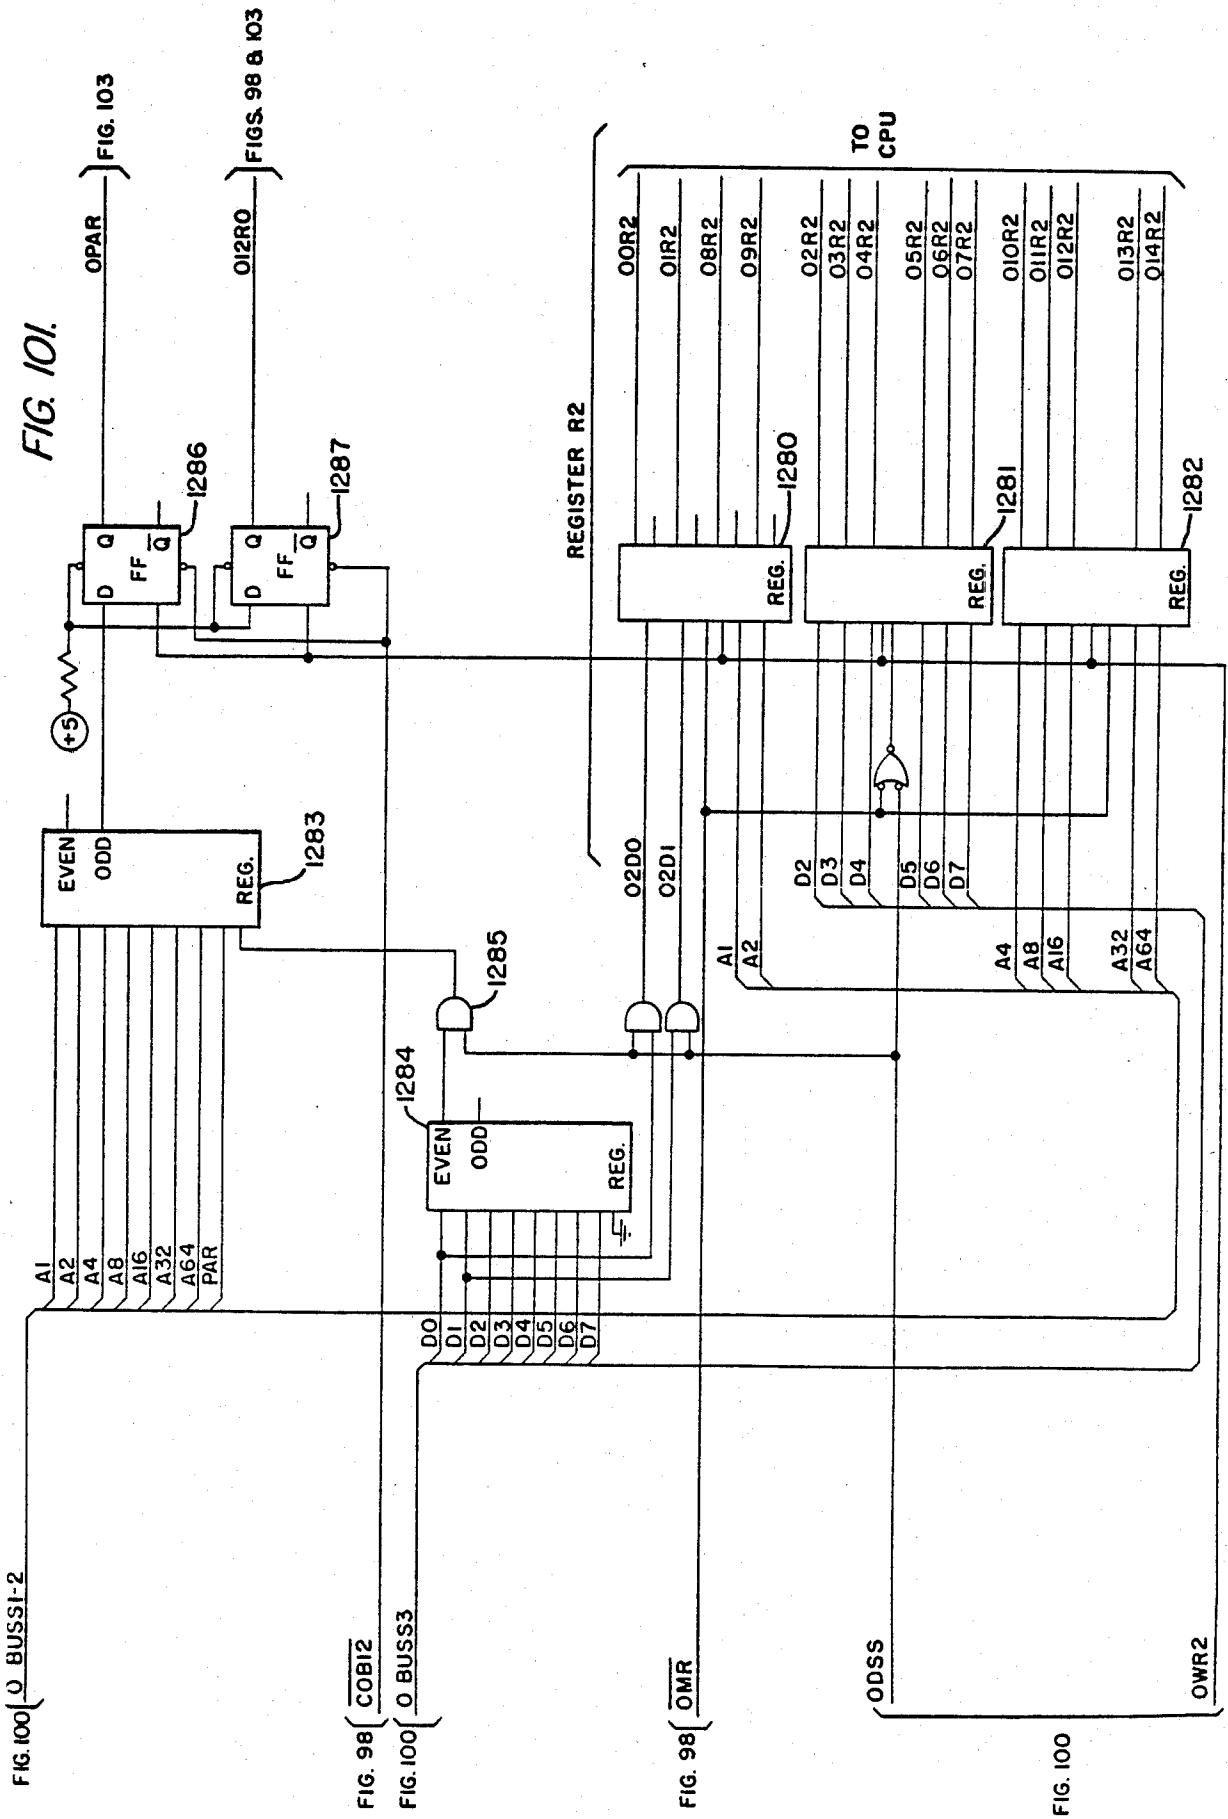 FIG. 101.
FIG. 103
FIGS. 98 & 103
OPAR
O12RO
+5
D Q
FF Q
1286
D Q
FF Q
1287
EVEN
ODD
REG.
1283
A1
A2
A4
A8
A16
A32
A64
PAR
FIG. 100 O BUSS1-2
FIG. 98 COB12
FIG. 100 O BUSS3
1284
EVEN
ODD
REG.
1285
D0
D1
D2
D3
D4
D5
D6
D7
REGISTER R2
TO
CPU
O0R2
O1R2
O8R2
O9R2
O2R2
O3R2
O4R2
O5R2
O6R2
O7R2
O10R2
O11R2
O12R2
O13R2
O14R2
REG.
1280
REG.
1281
REG.
1282
O2D0
O2D1
A1
A2
D2
D3
D4
D5
D6
D7
A4
A8
A16
A32
A64
FIG. 98 OMR
ODSS
OWR2
FIG. 100